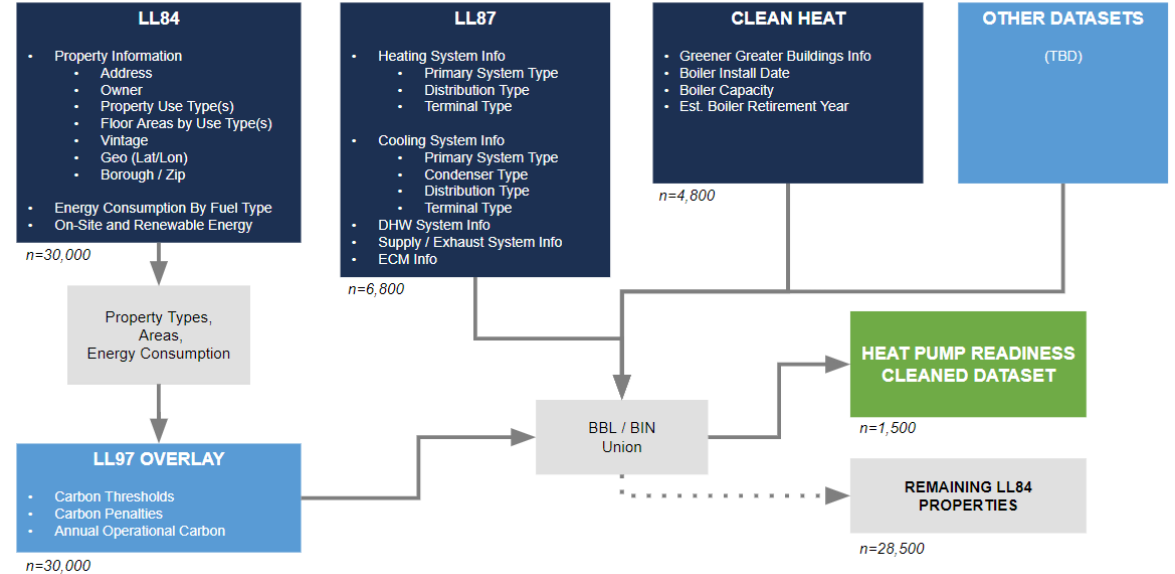 LL84
• Property Information
• Address
• Owner
• Property Use Type(s)
• Floor Areas by Use Type(s)
• Vintage
• Geo (Lat/Lon)
• Borough / Zip
• Energy Consumption By Fuel Type
• On-Site and Renewable Energy
n=30,000
LL87
• Heating System Info
• Primary System Type
• Distribution Type
• Terminal Type
• Cooling System Info
• Primary System Type
• Condenser Type
• Distribution Type
• Terminal Type
• DHW System Info
• Supply / Exhaust System Info
• ECM Info
n=6,800
CLEAN HEAT
• Greener Greater Buildings Info
• Boiler Install Date
• Boiler Capacity
• Est. Boiler Retirement Year
n=4,800
OTHER DATASETS
(TBD)
Property Types,
Areas,
Energy Consumption
LL97 OVERLAY
• Carbon Thresholds
• Carbon Penalties
• Annual Operational Carbon
n=30,000
BBL / BIN
Union
HEAT PUMP READINESS
CLEANED DATASET
n=1,500
REMAINING LL84
PROPERTIES
n=28,500